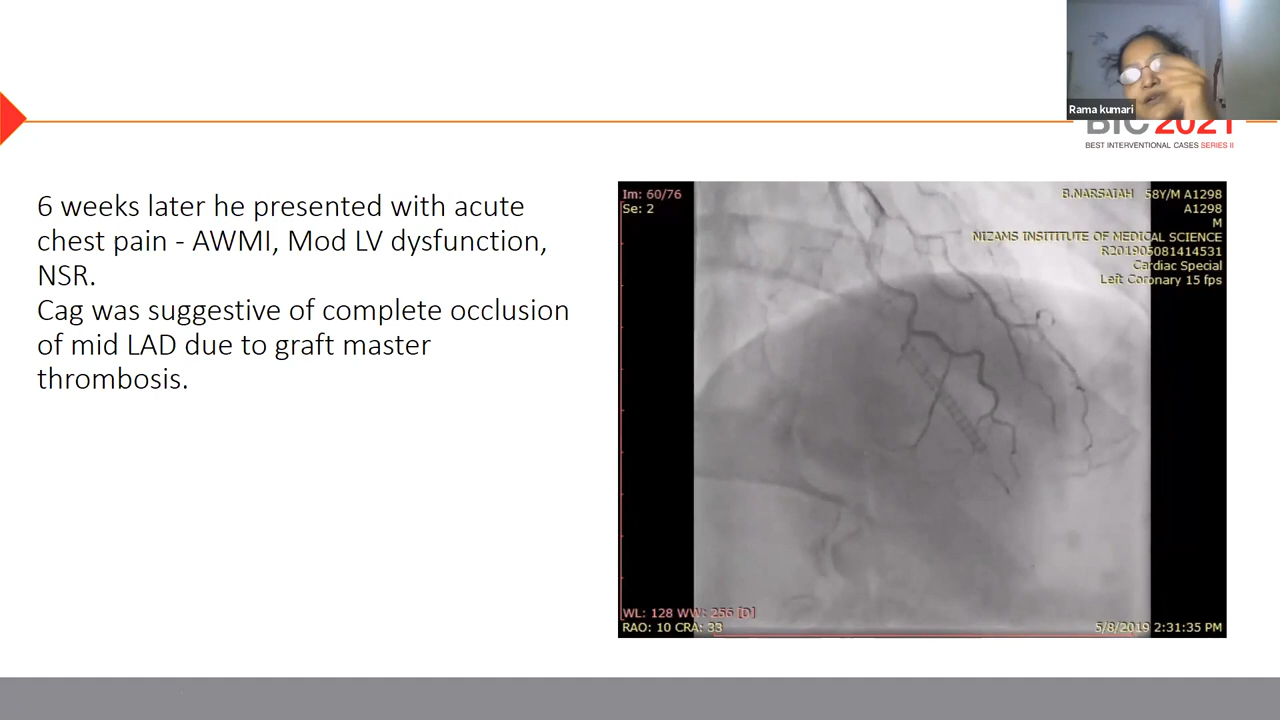 Rama kumari
BIC 2021
BEST INTERVENTIONAL CASES SERIES II
6 weeks later he presented with acute
chest pain - AWMI, Mod LV dysfunction,
NSR.
Cag was suggestive of complete occlusion
of mid LAD due to graft master
thrombosis.
Im: 60/76
Se: 2
B.NARSAIAH 58Y/M A1298
A1298
M
NIZAMS INSITITUTE OF MEDICAL SCIENCE
R201905081414531
Cardiac Special
Left Coronary 15 fps
WL: 128 WW: 256 [D]
RAO: 10 CRA: 33
5/8/2019 2:31:35 PM